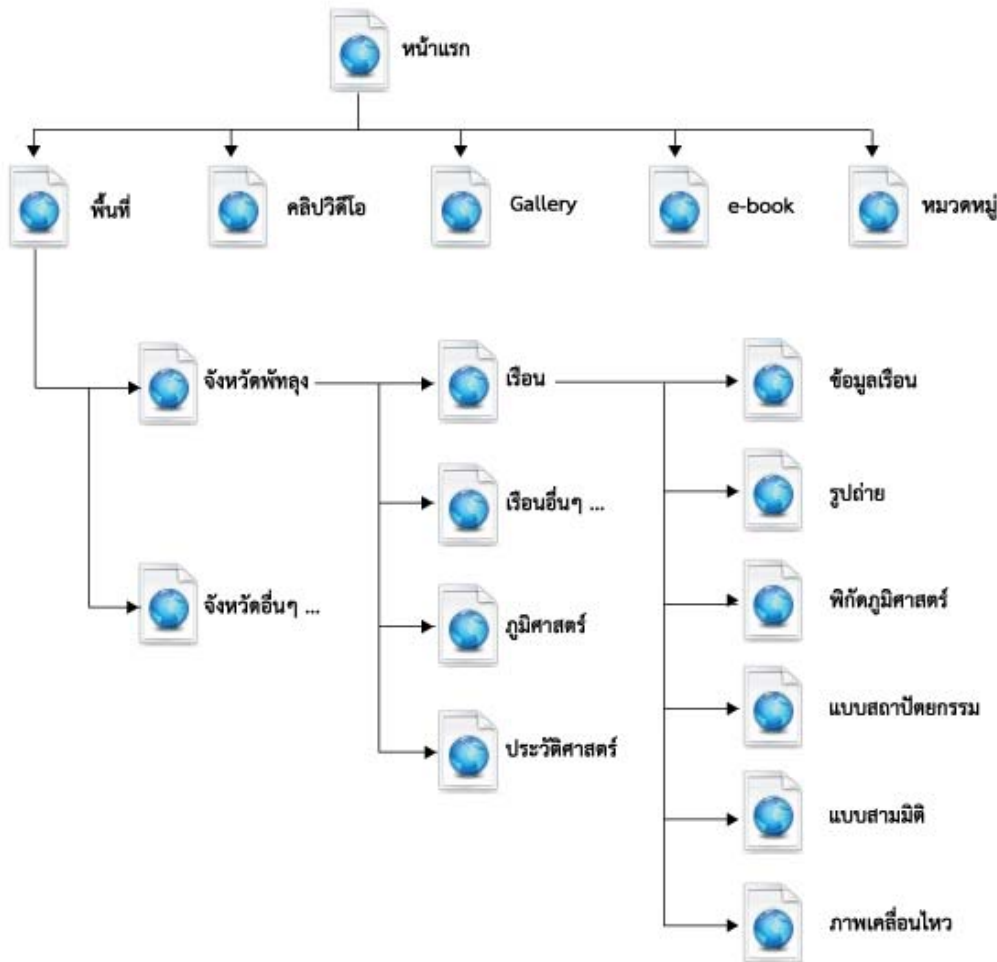 หน้าแรก
พื้นที่
คลิปวิดีโอ
Gallery
e-book
หมวดหมู่
จังหวัดพัทลุง
เรือน
ข้อมูลเรือน
เรือนอื่นๆ ...
รูปถ่าย
จังหวัดอื่นๆ ...
ภูมิศาสตร์
พิกัดภูมิศาสตร์
ประวัติศาสตร์
แบบสถาปัตยกรรม
แบบสามมิติ
ภาพเคลื่อนไหว